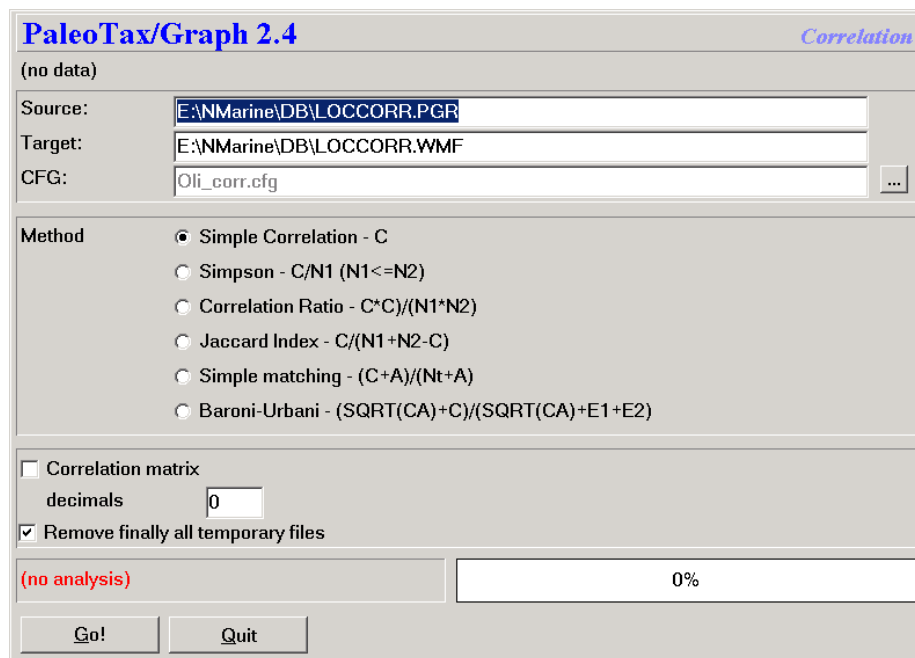 PaleoTax/Graph 2.4 Correlation
(no data)
Source: E:\NMarine\DB\LOCCORR.PGR
Target: E:\NMarine\DB\LOCCORR.WMF
CFG: Oli_corr.cfg ...
Method Simple Correlation - C
Simpson - C/N1 (N1<=N2)
Correlation Ratio - C*C)/(N1*N2)
Jaccard Index - C/(N1+N2-C)
Simple matching - (C+A)/(Nt+A)
Baroni-Urbani - (SQRT(CA)+C)/(SQRT(CA)+E1+E2)
Correlation matrix
decimals 0
Remove finally all temporary files
(no analysis) 0%
Go! Quit